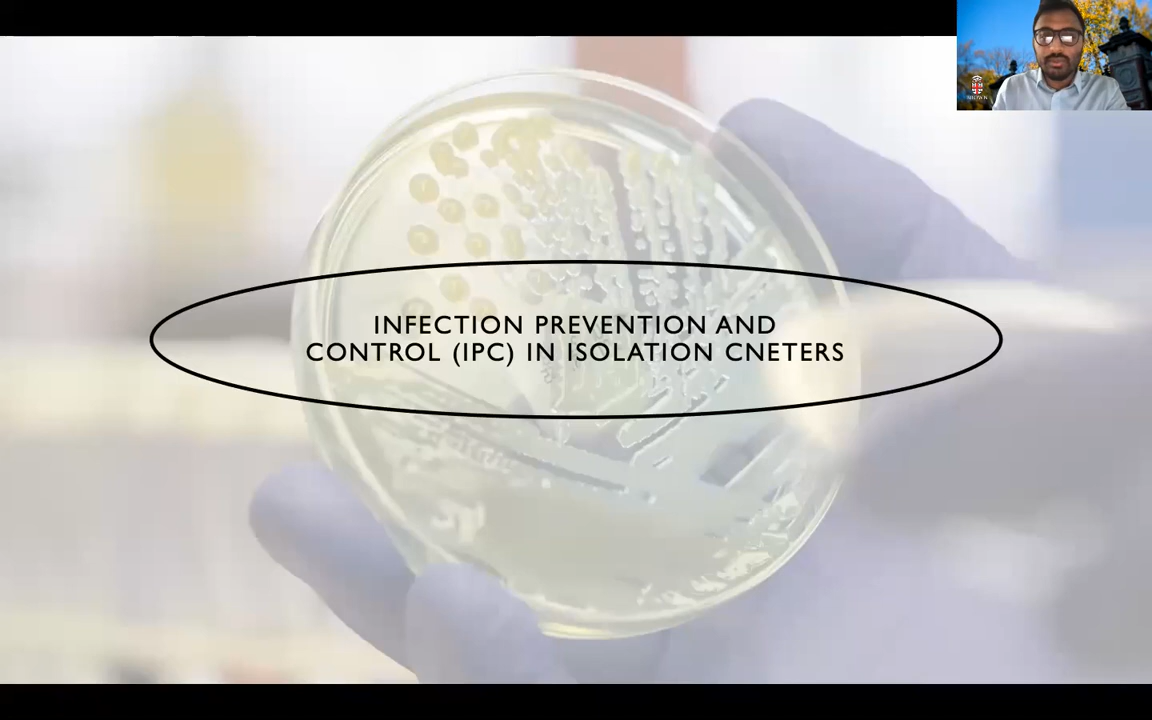 INFECTION PREVENTION AND
CONTROL (IPC) IN ISOLATION CNETERS